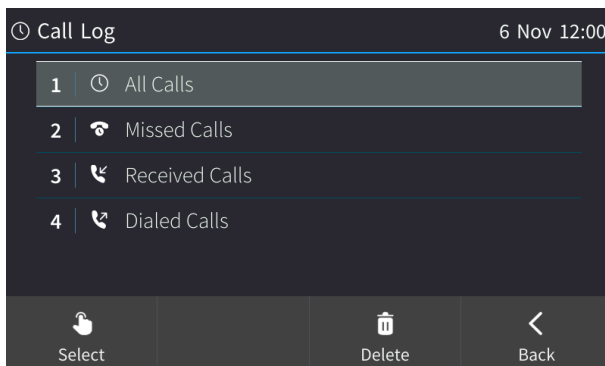 Call Log 6 Nov 12:00
1 All Calls
2 Missed Calls
3 Received Calls
4 Dialed Calls
Select Delete Back